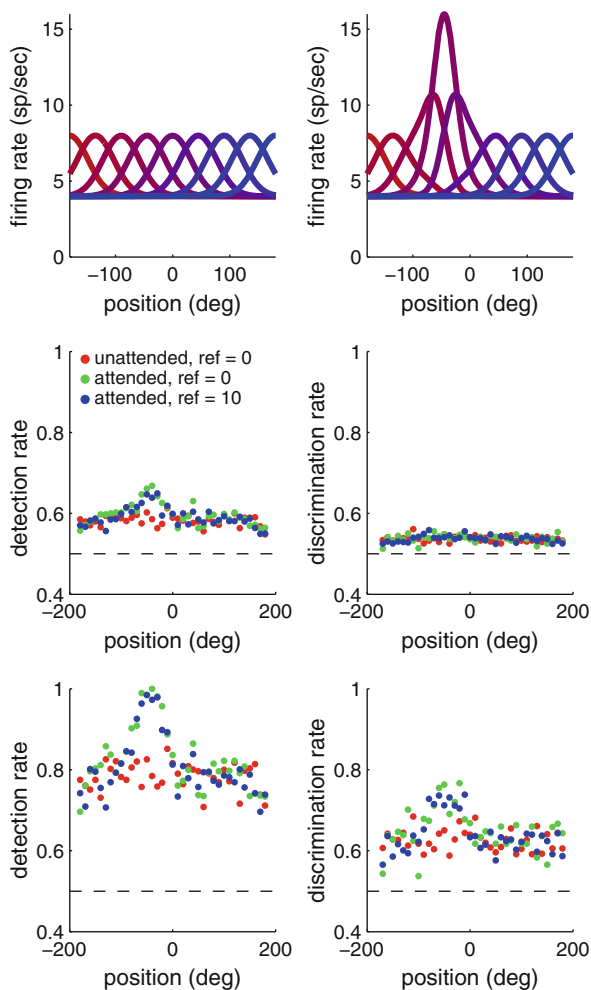 15
10
5
0
firing rate (sp/sec)
−100 0 100
position (deg)
15
10
5
0
firing rate (sp/sec)
−100 0 100
position (deg)
1
0.8
0.6
0.4
detection rate
unattended, ref = 0
attended, ref = 0
attended, ref = 10
−200 0 200
position (deg)
1
0.8
0.6
0.4
discrimination rate
−200 0 200
position (deg)
1
0.8
0.6
0.4
detection rate
−200 0 200
position (deg)
1
0.8
0.6
0.4
discrimination rate
−200 0 200
position (deg)